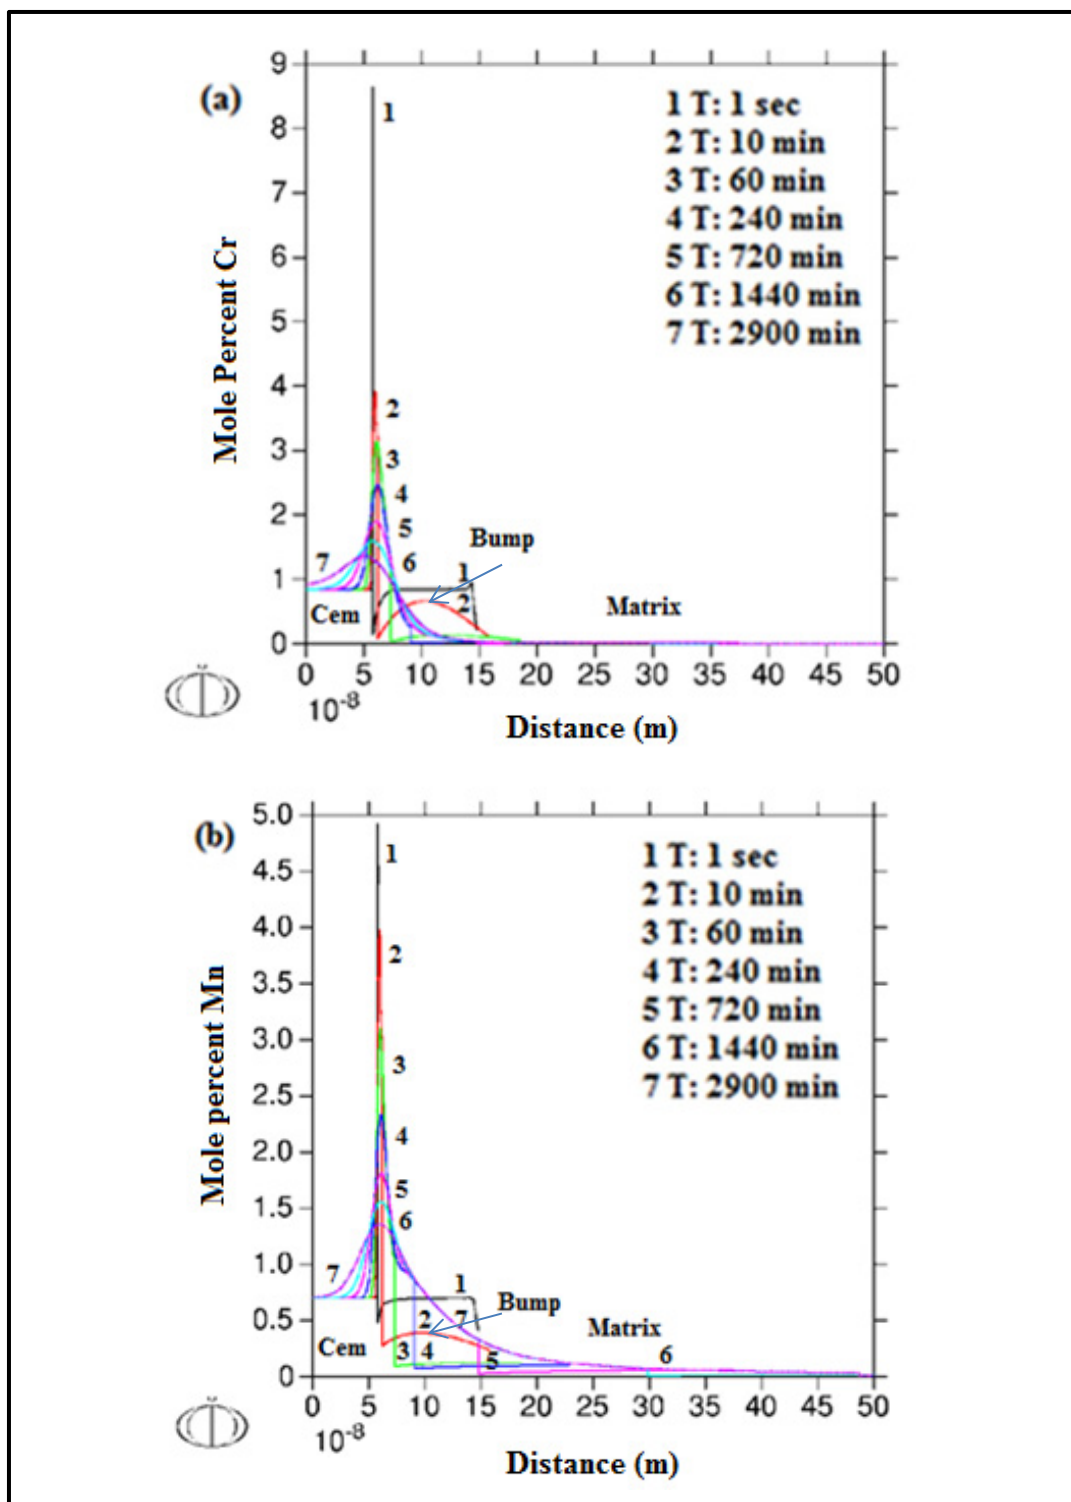 (a)
9
8
7
6
5
4
3
2
1
0
Mole Percent Cr
1 T: 1 sec
2 T: 10 min
3 T: 60 min
4 T: 240 min
5 T: 720 min
6 T: 1440 min
7 T: 2900 min
1
2
3
4
5
6
7
Bump
1
2
Cem
Matrix
0 5 10 15 20 25 30 35 40 45 50
10-8
Distance (m)
(b)
5.0
4.5
4.0
3.5
3.0
2.5
2.0
1.5
1.0
0.5
0
Mole percent Mn
1 T: 1 sec
2 T: 10 min
3 T: 60 min
4 T: 240 min
5 T: 720 min
6 T: 1440 min
7 T: 2900 min
1
2
3
4
5
6
7
1
Bump
2 7
Matrix
Cem
3 4 5 6
0 5 10 15 20 25 30 35 40 45 50
10-8
Distance (m)